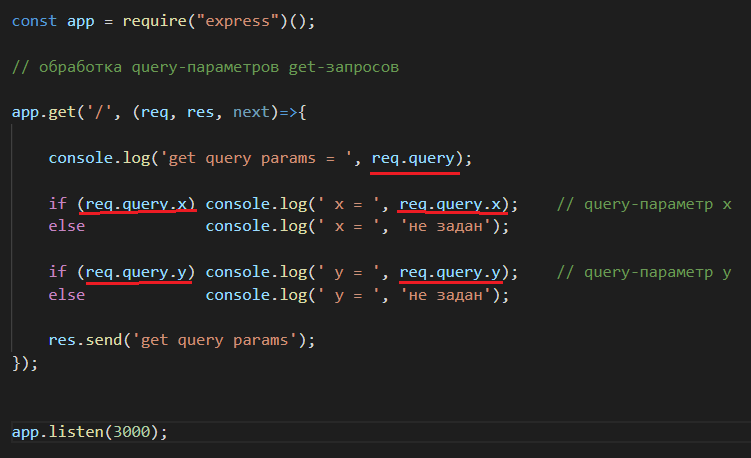 const app = require("express")();
// обработка query-параметров get-запросов
app.get('/', (req, res, next)=>{
console.log('get query params = ', req.query);
if (req.query.x) console.log(' x = ', req.query.x);    // query-параметр x
else             console.log(' x = ', 'не задан');
if (req.query.y) console.log(' y = ', req.query.y);    // query-параметр y
else             console.log(' y = ', 'не задан');
res.send('get query params');
});
app.listen(3000);